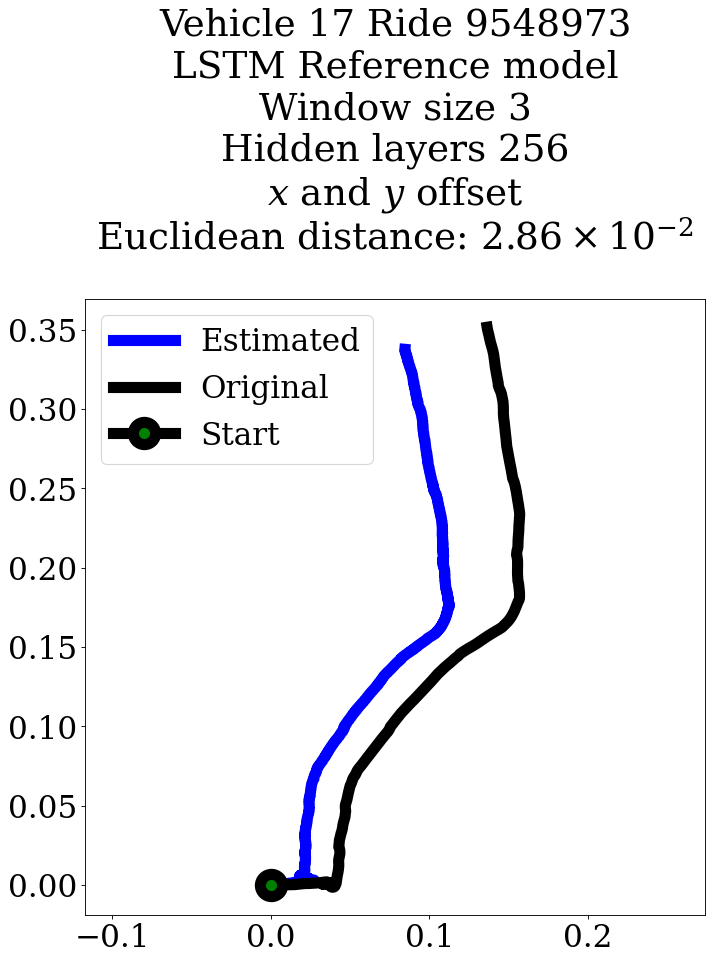 Vehicle 17 Ride 9548973
LSTM Reference model
Window size 3
Hidden layers 256
x and y offset
Euclidean distance: 2.86 × 10⁻²
Estimated
Original
Start
0.35
0.30
0.25
0.20
0.15
0.10
0.05
0.00
−0.1 0.0 0.1 0.2